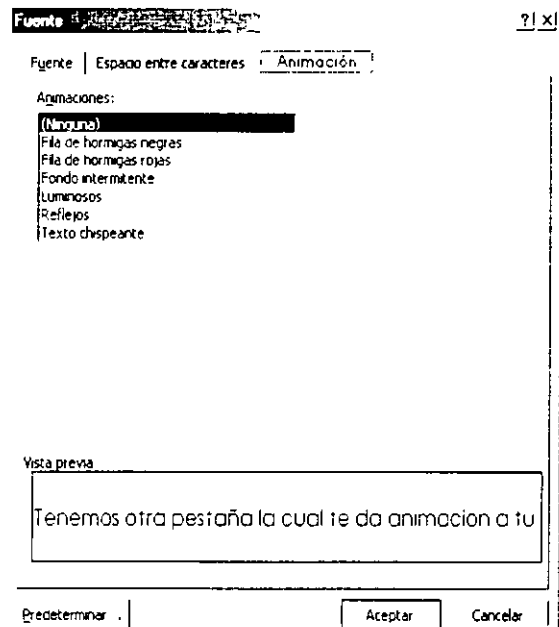 Fuente ? X
Fuente Espacio entre caracteres Animación
Animaciones:
(Ninguna)
Fila de hormigas negras
Fila de hormigas rojas
Fondo intermitente
Luminosos
Reflejos
Texto chispeante
Vista previa
Tenemos otra pestaña la cual te da animacion a tu
Predeterminar . Aceptar Cancelar